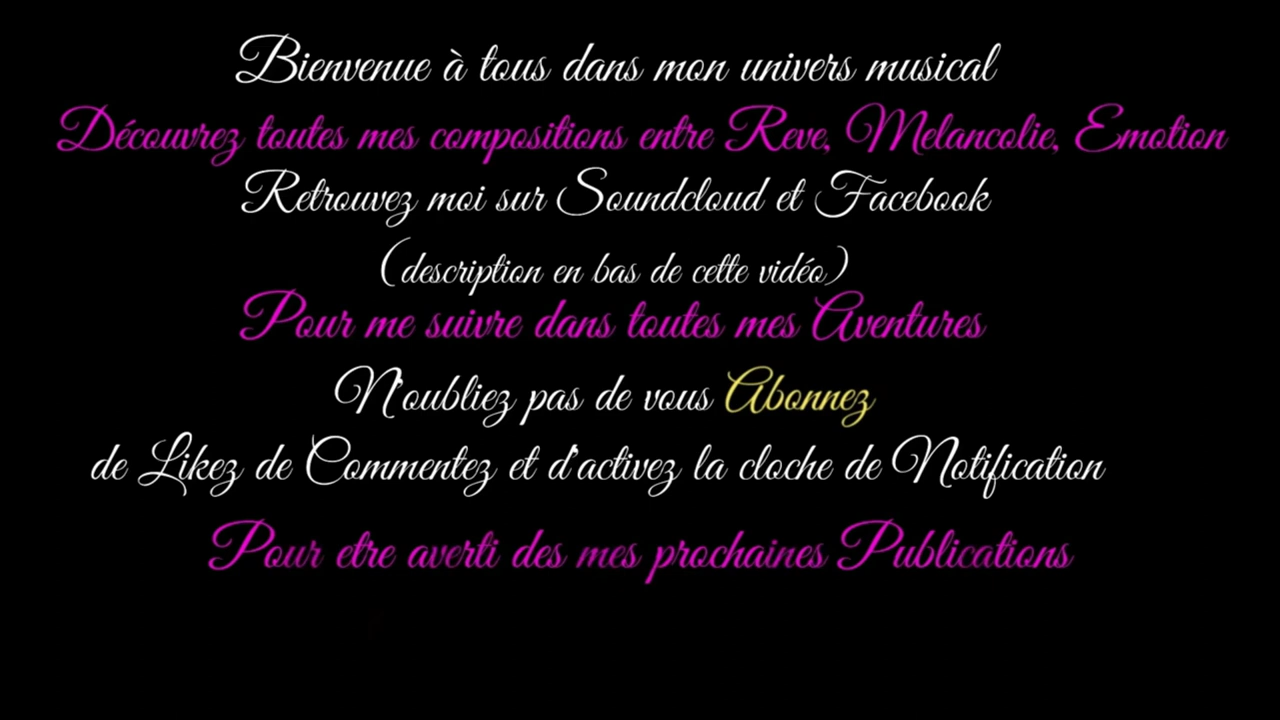 Bienvenue à tous dans mon univers musical
Découvrez toutes mes compositions entre Reve, Melancolie, Emotion
Retrouvez moi sur Soundcloud et Facebook
(description en bas de cette vidéo)
Pour me suivre dans toutes mes Aventures
N'oubliez pas de vous Abonnez
de Likez de Commentez et d'activez la cloche de Notification
Pour etre averti des mes prochaines Publications